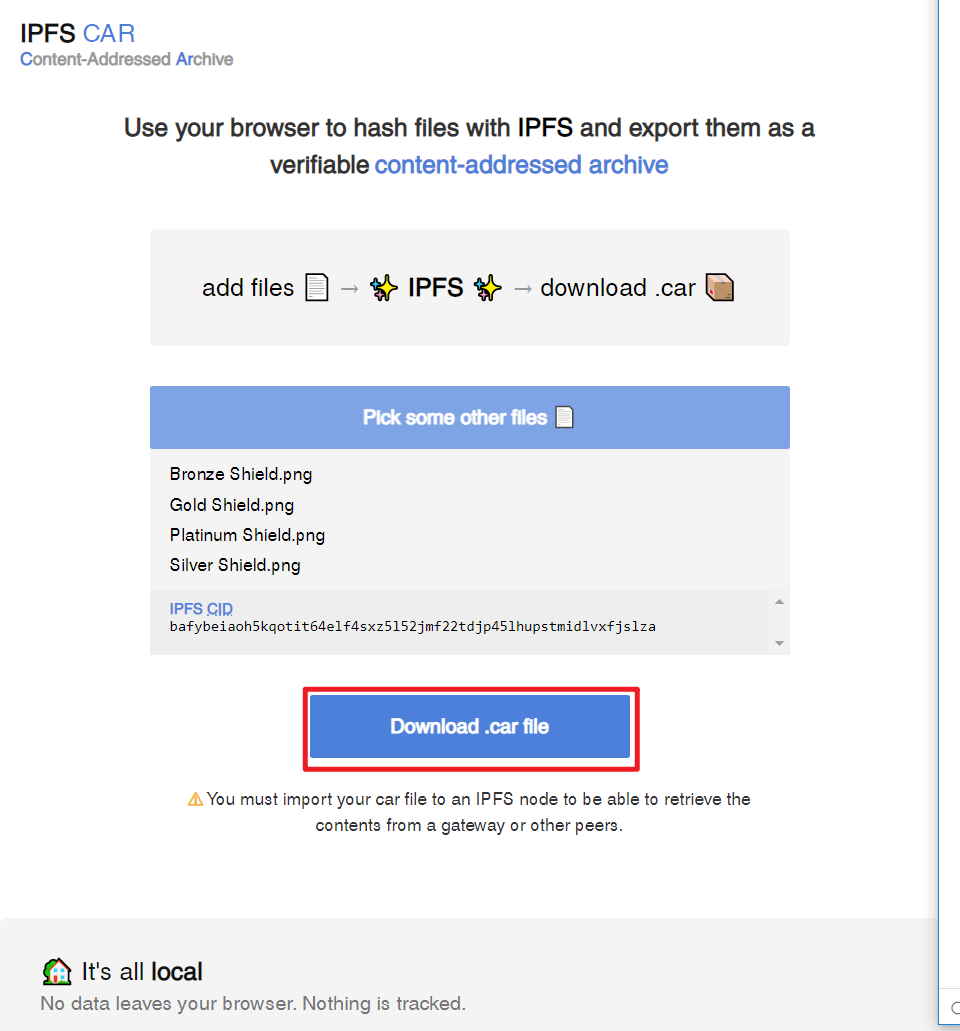 IPFS CAR
Content-Addressed Archive
Use your browser to hash files with IPFS and export them as a
verifiable content-addressed archive
add files → IPFS → download .car
Pick some other files
Bronze Shield.png
Gold Shield.png
Platinum Shield.png
Silver Shield.png
IPFS CID
bafybeiaoh5kqotit64elf4sxz5l52jmf22tdjp45lhupstmidlvxfjslza
Download .car file
You must import your car file to an IPFS node to be able to retrieve the
contents from a gateway or other peers.
It's all local
No data leaves your browser. Nothing is tracked.